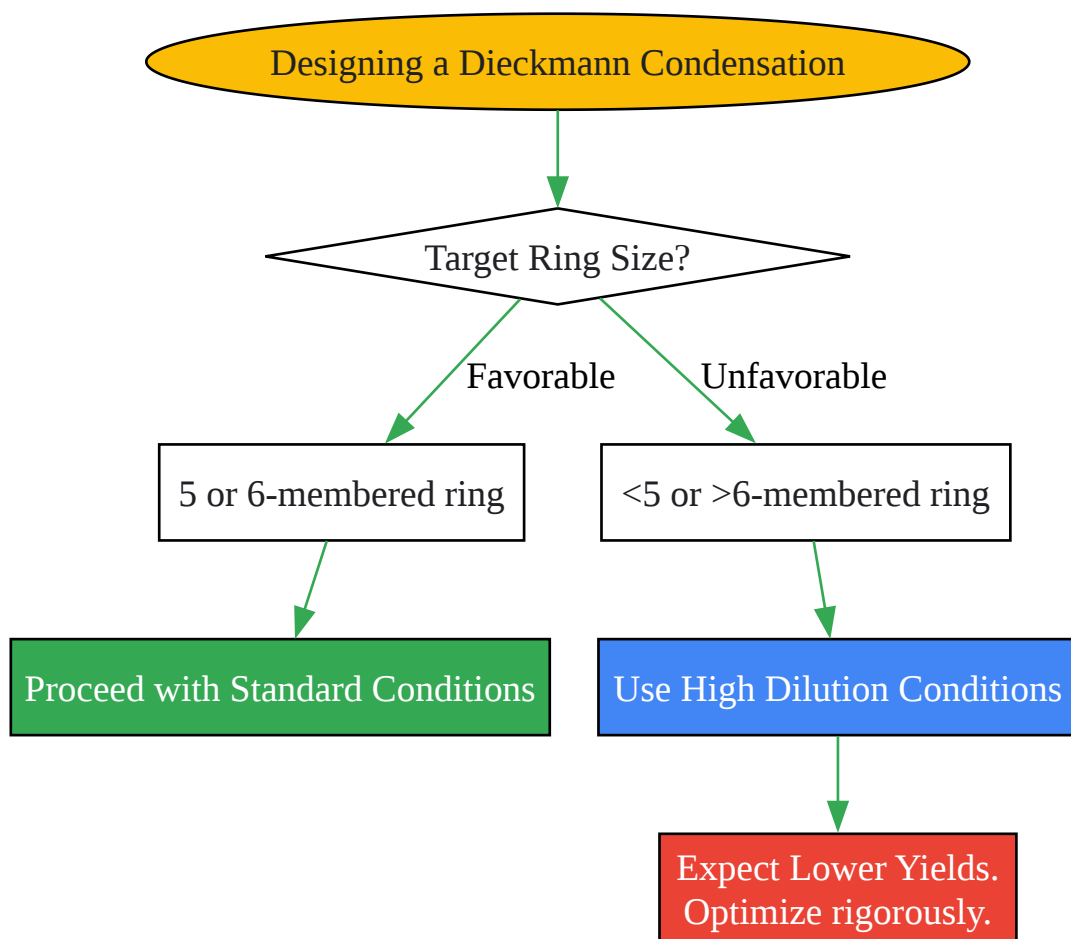 Designing a Dieckmann Condensation
Target Ring Size?
Favorable
Unfavorable
5 or 6-membered ring
<5 or >6-membered ring
Proceed with Standard Conditions
Use High Dilution Conditions
Expect Lower Yields.
Optimize rigorously.